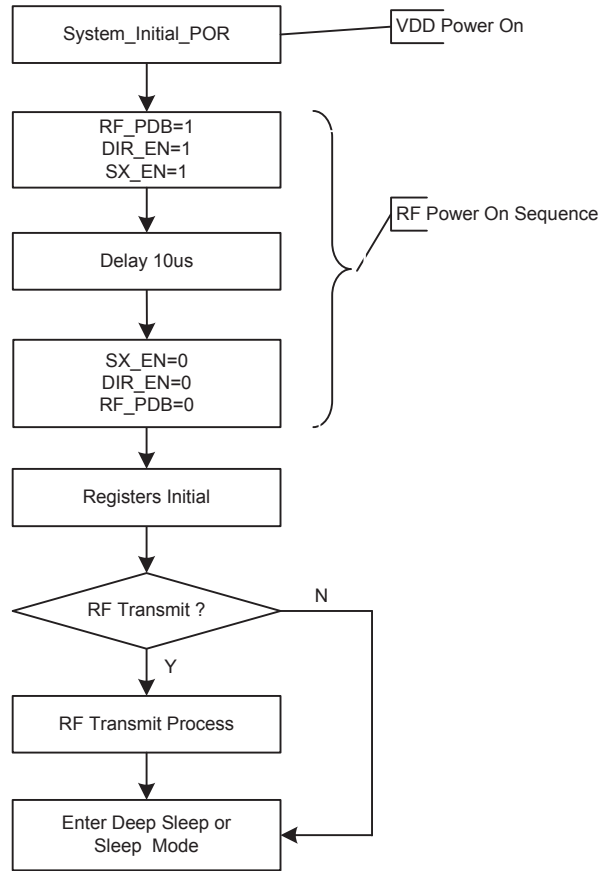 System_Initial_POR
VDD Power On
RF_PDB=1
DIR_EN=1
SX_EN=1
RF Power On Sequence
Delay 10us
SX_EN=0
DIR_EN=0
RF_PDB=0
Registers Initial
RF Transmit ?
N
Y
RF Transmit Process
Enter Deep Sleep or
Sleep Mode